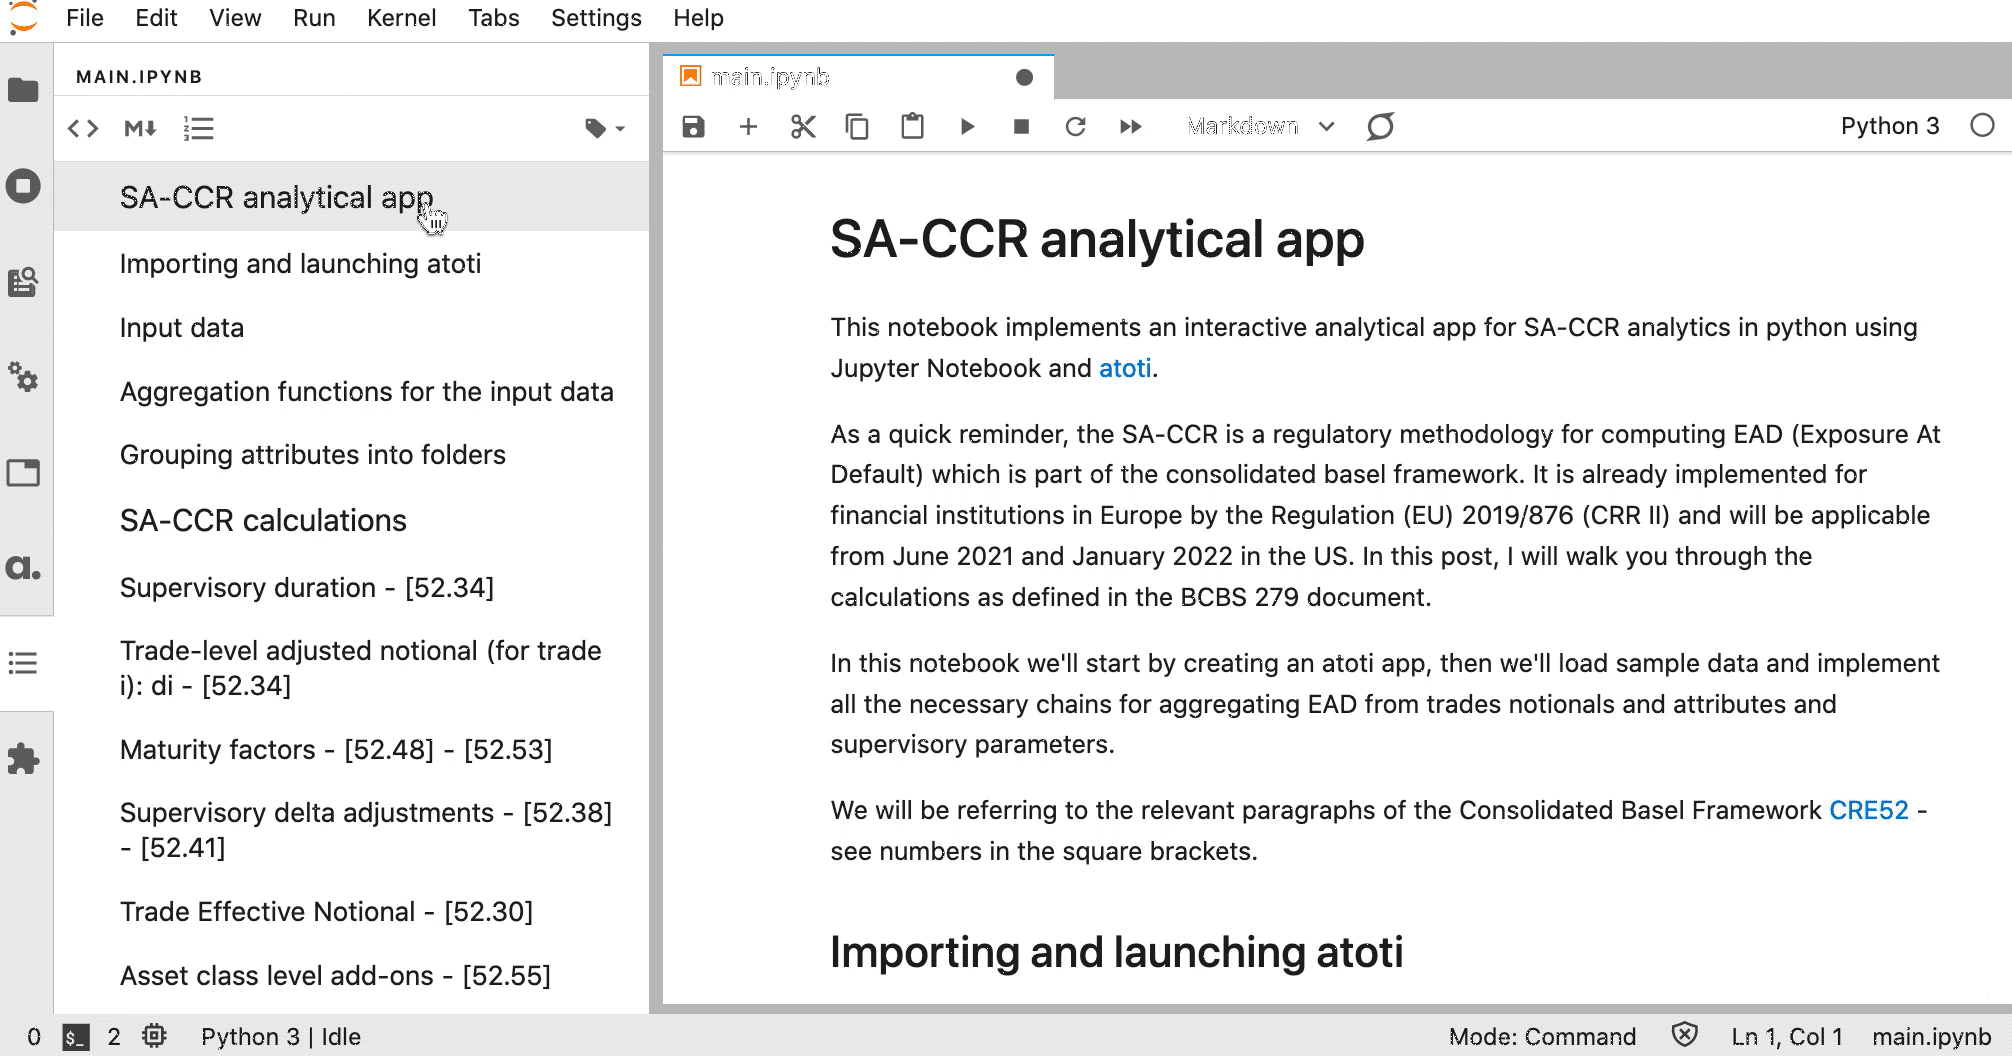 File Edit View Run Kernel Tabs Settings Help
MAIN.IPYNB
M
SA-CCR analytical app
Importing and launching atoti
Input data
Aggregation functions for the input data
Grouping attributes into folders
SA-CCR calculations
Supervisory duration - [52.34]
Trade-level adjusted notional (for trade
i): di - [52.34]
Maturity factors - [52.48] - [52.53]
Supervisory delta adjustments - [52.38]
- [52.41]
Trade Effective Notional - [52.30]
Asset class level add-ons - [52.55]
a.
main.ipynb
Markdown
Python 3
SA-CCR analytical app
This notebook implements an interactive analytical app for SA-CCR analytics in python using
Jupyter Notebook and atoti.
As a quick reminder, the SA-CCR is a regulatory methodology for computing EAD (Exposure At
Default) which is part of the consolidated basel framework. It is already implemented for
financial institutions in Europe by the Regulation (EU) 2019/876 (CRR II) and will be applicable
from June 2021 and January 2022 in the US. In this post, I will walk you through the
calculations as defined in the BCBS 279 document.
In this notebook we'll start by creating an atoti app, then we'll load sample data and implement
all the necessary chains for aggregating EAD from trades notionals and attributes and
supervisory parameters.
We will be referring to the relevant paragraphs of the Consolidated Basel Framework CRE52 -
see numbers in the square brackets.
Importing and launching atoti
0 $_ 2 Python 3 | Idle
Mode: Command Ln 1, Col 1 main.ipynb